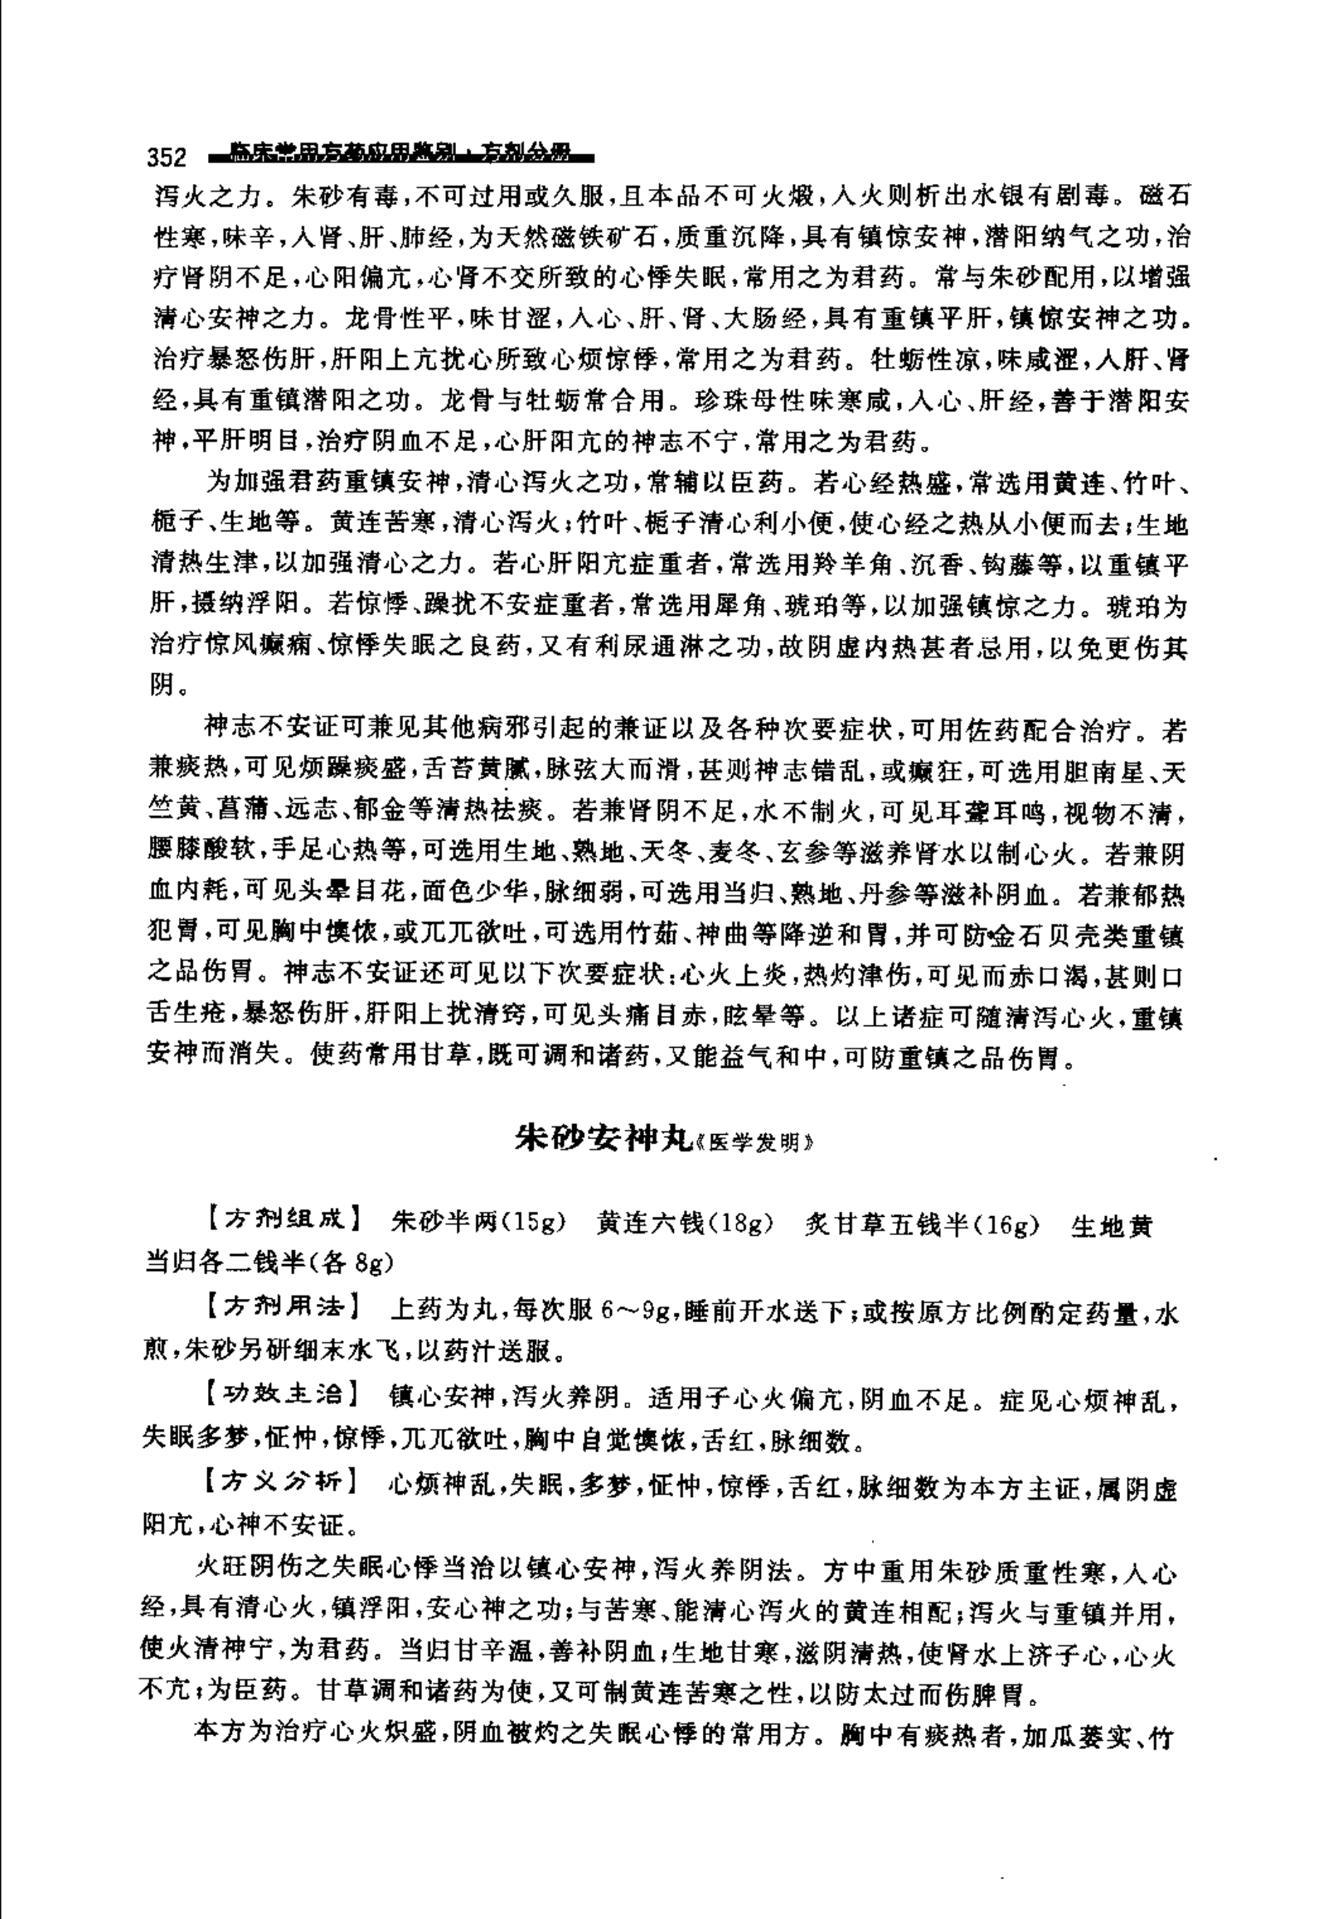 352 临床常用方药应用鉴别·方剂分册
泻火之力。朱砂有毒,不可过用或久服,且本品不可火煅,入火则析出水银有剧毒。磁石
性寒,味辛,入肾、肝、肺经,为天然磁铁矿石,质重沉降,具有镇惊安神,潜阳纳气之功,治
疗肾阴不足,心阳偏亢,心肾不交所致的心悸失眠,常用之为君药。常与朱砂配用,以增强
清心安神之力。龙骨性平,味甘涩,入心、肝、肾、大肠经,具有重镇平肝,镇惊安神之功。
治疗暴怒伤肝,肝阳上亢扰心所致心烦惊悸,常用之为君药。牡蛎性凉,味咸涩,入肝、肾
经,具有重镇潜阳之功。龙骨与牡蛎常合用。珍珠母性味寒咸,入心、肝经,善于潜阳安
神,平肝明目,治疗阴血不足,心肝阳亢的神志不宁,常用之为君药。
为加强君药重镇安神,清心泻火之功,常辅以臣药。若心经热盛,常选用黄连、竹叶、
栀子、生地等。黄连苦寒,清心泻火;竹叶、栀子清心利小便,使心经之热从小便而去;生地
清热生津,以加强清心之力。若心肝阳亢症重者,常选用羚羊角、沉香、钩藤等,以重镇平
肝,摄纳浮阳。若惊悸、躁扰不安症重者,常选用犀角、琥珀等,以加强镇惊之力。琥珀为
治疗惊风癫痫、惊悸失眠之良药,又有利尿通淋之功,故阴虚内热甚者忌用,以免更伤其
阴。
神志不安证可兼见其他病邪引起的兼证以及各种次要症状,可用佐药配合治疗。若
兼痰热,可见烦躁痰盛,舌苔黄腻,脉弦大而滑,甚则神志错乱,或癫狂,可选用胆南星、天
竺黄、菖蒲、远志、郁金等清热祛痰。若兼肾阴不足,水不制火,可见耳聋耳鸣,视物不清,
腰膝酸软,手足心热等,可选用生地、熟地、天冬、麦冬、玄参等滋养肾水以制心火。若兼阴
血内耗,可见头晕目花,面色少华,脉细弱,可选用当归、熟地、丹参等滋补阴血。若兼郁热
犯胃,可见胸中懊侬,或兀兀欲吐,可选用竹茹、神曲等降逆和胃,并可防金石贝壳类重镇
之品伤胃。神志不安证还可见以下次要症状:心火上炎,热灼津伤,可见而赤口渴,甚则口
舌生疮,暴怒伤肝,肝阳上扰清窍,可见头痛目赤,眩晕等。以上诸症可随清泻心火,重镇
安神而消失。使药常用甘草,既可调和诸药,又能益气和中,可防重镇之品伤胃。
朱砂安神丸《医学发明》
【方剂组成】 朱砂半两(15g) 黄连六钱(18g) 炙甘草五钱半(16g) 生地黄
当归各二钱半(各 8g)
【方剂用法】 上药为丸,每次服 6～9g,睡前开水送下;或按原方比例酌定药量,水
煎,朱砂另研细末水飞,以药汁送服。
【功效主治】 镇心安神,泻火养阴。适用于心火偏亢,阴血不足。症见心烦神乱,
失眠多梦,怔忡,惊悸,兀兀欲吐,胸中自觉懊侬,舌红,脉细数。
【方义分析】 心烦神乱,失眠,多梦,怔忡,惊悸,舌红,脉细数为本方主证,属阴虚
阳亢,心神不安证。
火旺阴伤之失眠心悸当治以镇心安神,泻火养阴法。方中重用朱砂质重性寒,入心
经,具有清心火,镇浮阳,安心神之功;与苦寒、能清心泻火的黄连相配;泻火与重镇并用,
使火清神宁,为君药。当归甘辛温,善补阴血;生地甘寒,滋阴清热,使肾水上济于心,心火
不亢;为臣药。甘草调和诸药为使,又可制黄连苦寒之性,以防太过而伤脾胃。
本方为治疗心火炽盛,阴血被灼之失眠心悸的常用方。胸中有痰热者,加瓜蒌实、竹